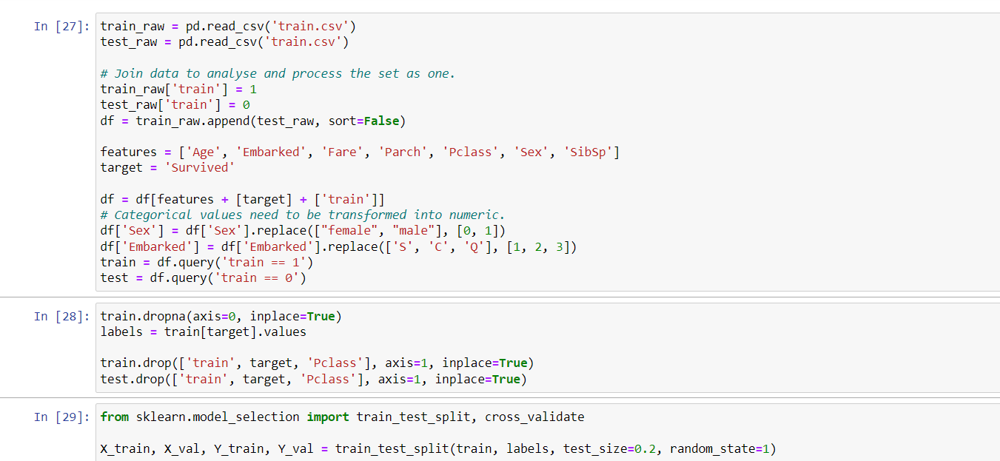 In [27]: train_raw = pd.read_csv('train.csv')
test_raw = pd.read_csv('train.csv')
# Join data to analyse and process the set as one.
train_raw['train'] = 1
test_raw['train'] = 0
df = train_raw.append(test_raw, sort=False)
features = ['Age', 'Embarked', 'Fare', 'Parch', 'Pclass', 'Sex', 'SibSp']
target = 'Survived'
df = df[features + [target] + ['train']]
# Categorical values need to be transformed into numeric.
df['Sex'] = df['Sex'].replace(["female", "male"], [0, 1])
df['Embarked'] = df['Embarked'].replace(['S', 'C', 'Q'], [1, 2, 3])
train = df.query('train == 1')
test = df.query('train == 0')
In [28]: train.dropna(axis=0, inplace=True)
labels = train[target].values
train.drop(['train', target, 'Pclass'], axis=1, inplace=True)
test.drop(['train', target, 'Pclass'], axis=1, inplace=True)
In [29]: from sklearn.model_selection import train_test_split, cross_validate
X_train, X_val, Y_train, Y_val = train_test_split(train, labels, test_size=0.2, random_state=1)